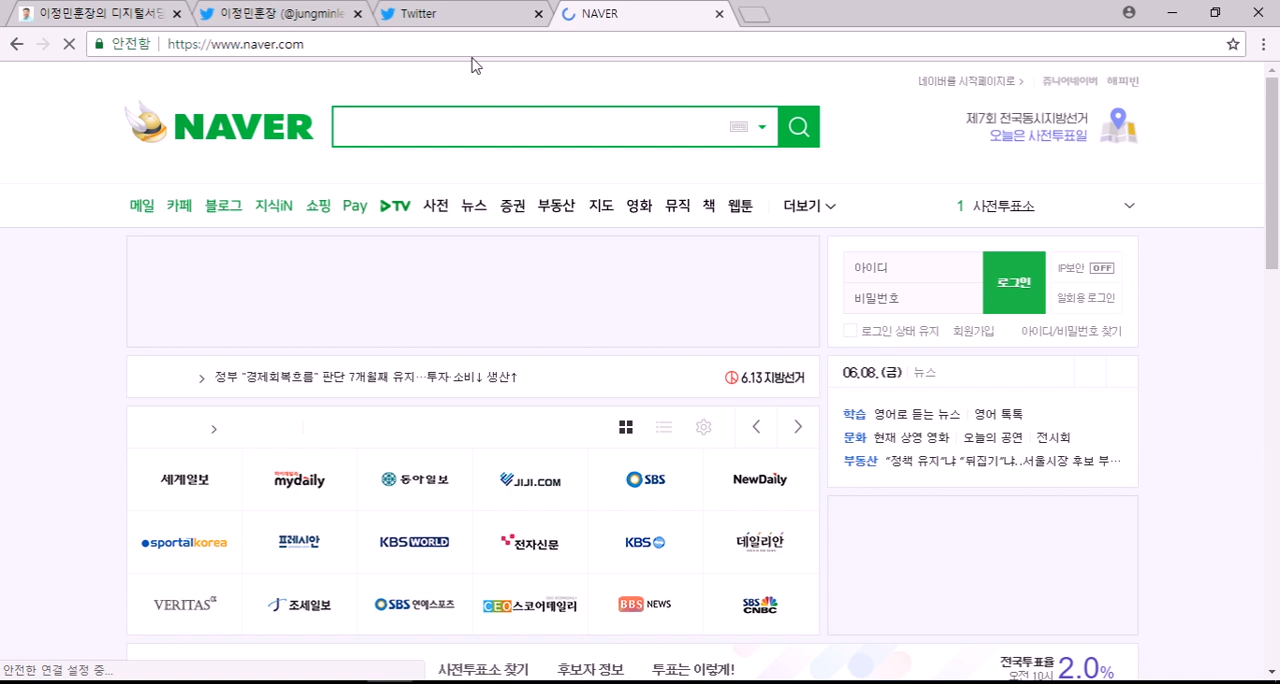 이정민훈장의 디지털서당
이정민훈장 (@jungminle
Twitter
NAVER
안전함
https://www.naver.com
네이버를 시작페이지로
쥬니어네이버 해피빈
NAVER
제7회 전국동시지방선거
오늘은 사전투표일
메일 카페 블로그 지식iN 쇼핑 Pay TV 사전 뉴스 증권 부동산 지도 영화 뮤직 책 웹툰 더보기
1 사전투표소
아이디
로그인
IP보안 OFF
비밀번호
일회용 로그인
로그인 상태 유지 회원가입 아이디/비밀번호 찾기
정부 "경제회복흐름" 판단 7개월째 유지…투자·소비↓ 생산↑
6.13 지방선거
06.08.(금) 뉴스
학습 영어로 듣는 뉴스 영어 톡톡
문화 현재 상영 영화 오늘의 공연 전시회
부동산 "정책 유지"냐 "뒤집기"냐..서울시장 후보 부…
세계일보 마이데일리 mydaily 동아일보 JIJI.COM SBS NewDaily
sportalkorea 프레시안 KBS WORLD 전자신문 KBS 데일리안
VERITAS α 조세일보 SBS 연예스포츠 CEO스코어데일리 BBS NEWS SBS CNBC
사전투표소 찾기 후보자 정보 투표는 이렇게!
전국투표율
오전 10시
2.0%
안전한 연결 설정 중...